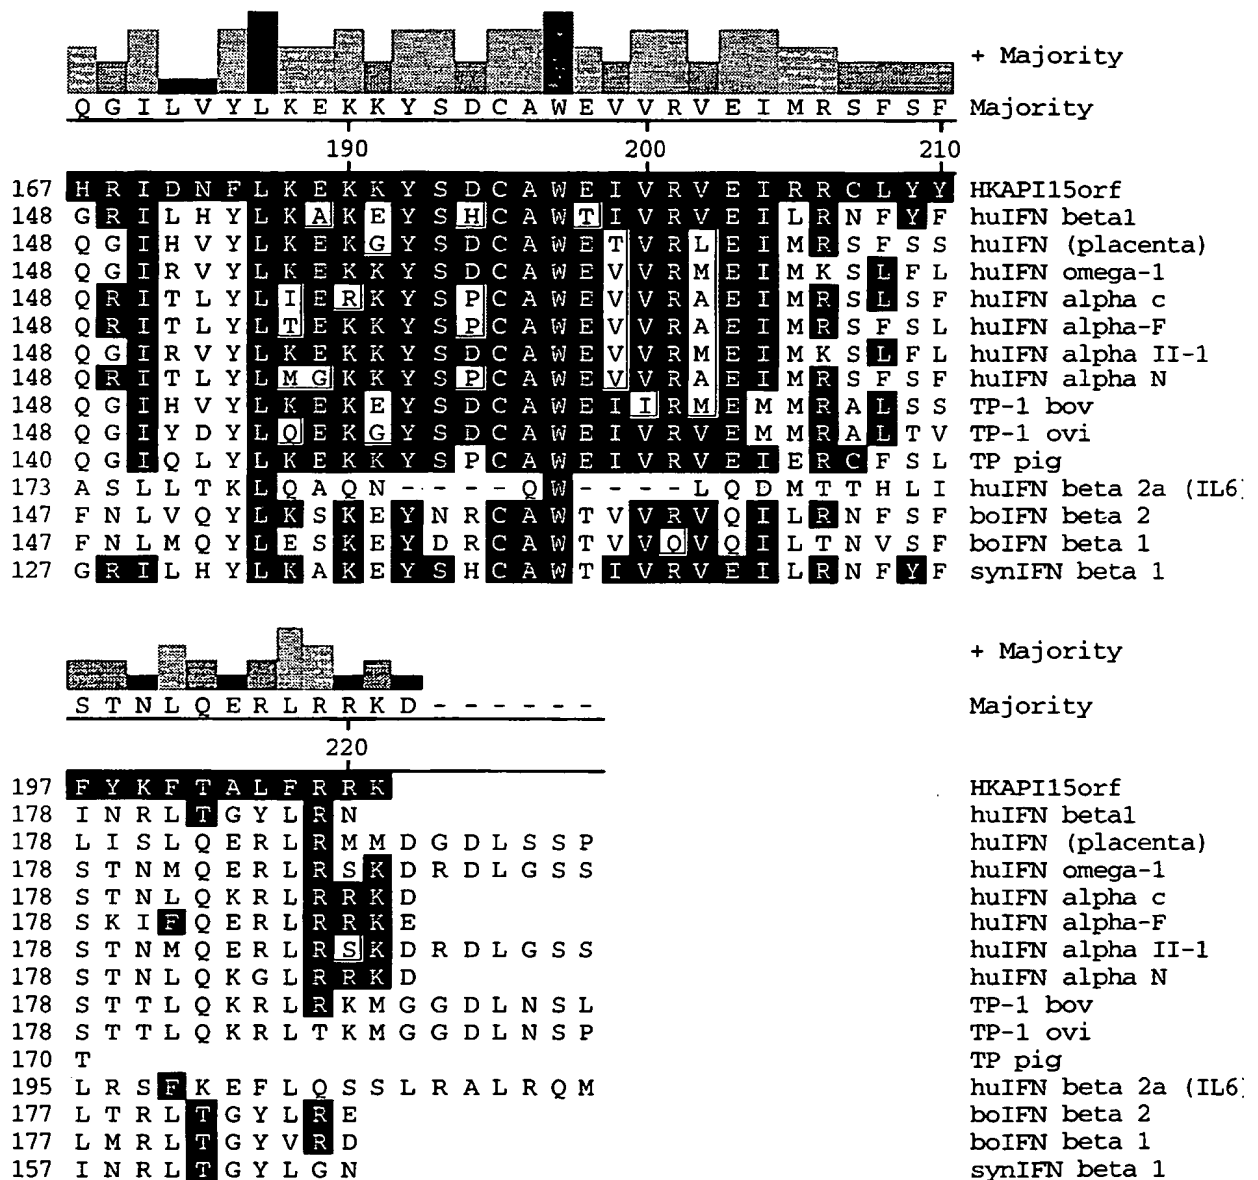 + Majority
Q G I L V Y L K E K K Y S D C A W E V V R V E I M R S F S F Majority
190 200 210
167 H R I D N F L K E K K Y S D C A W E I V R V E I R R C L Y Y HKAPI15orf
148 G R I L H Y L K A K E Y S H C A W T I V R V E I L R N F Y F huIFN beta1
148 Q G I H V Y L K E K G Y S D C A W E T V R L E I M R S F S S huIFN (placenta)
148 Q G I R V Y L K E K K Y S D C A W E V V R M E I M K S L F L huIFN omega-1
148 Q R I T L Y L I E R K Y S P C A W E V V R A E I M R S L S F huIFN alpha c
148 Q R I T L Y L T E K K Y S P C A W E V V R A E I M R S F S L huIFN alpha-F
148 Q G I R V Y L K E K K Y S D C A W E V V R M E I M K S L F L huIFN alpha II-1
148 Q R I T L Y L M G K K Y S P C A W E V V R A E I M R S F S F huIFN alpha N
148 Q G I H V Y L K E K E Y S D C A W E I I R M E M M R A L S S TP-1 bov
148 Q G I Y D Y L Q E K G Y S D C A W E I V R V E M M R A L T V TP-1 ovi
140 Q G I Q L Y L K E K K Y S P C A W E I V R V E I E R C F S L TP pig
173 A S L L T K L Q A Q N - - - - Q W - - - - L Q D M T T H L I huIFN beta 2a (IL6)
147 F N L V Q Y L K S K E Y N R C A W T V V R V Q I L R N F S F boIFN beta 2
147 F N L M Q Y L E S K E Y D R C A W T V V Q V Q I L T N V S F boIFN beta 1
127 G R I L H Y L K A K E Y S H C A W T I V R V E I L R N F Y F synIFN beta 1
+ Majority
S T N L Q E R L R R K D - - - - - - Majority
220
197 F Y K F T A L F R R K HKAPI15orf
178 I N R L T G Y L R N huIFN beta1
178 L I S L Q E R L R M M D G D L S S P huIFN (placenta)
178 S T N M Q E R L R S K D R D L G S S huIFN omega-1
178 S T N L Q K R L R R K D huIFN alpha c
178 S K I F Q E R L R R K E huIFN alpha-F
178 S T N M Q E R L R S K D R D L G S S huIFN alpha II-1
178 S T N L Q K G L R R K D huIFN alpha N
178 S T T L Q K R L R K M G G D L N S L TP-1 bov
178 S T T L Q K R L T K M G G D L N S P TP-1 ovi
170 T TP pig
195 L R S F K E F L Q S S L R A L R Q M huIFN beta 2a (IL6)
177 L T R L T G Y L R E boIFN beta 2
177 L M R L T G Y V R D boIFN beta 1
157 I N R L T G Y L G N synIFN beta 1